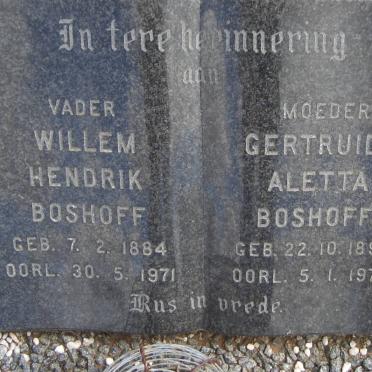 In tere herinnering
aan
VADER
WILLEM
HENDRIK
BOSHOFF
GEB. 7. 2. 1884
OORL. 30. 5. 1971
MOEDER
ALETTA
BOSHOFF
GEB. 22. 10.
OORL. 5. 1.
Rus in vrede.